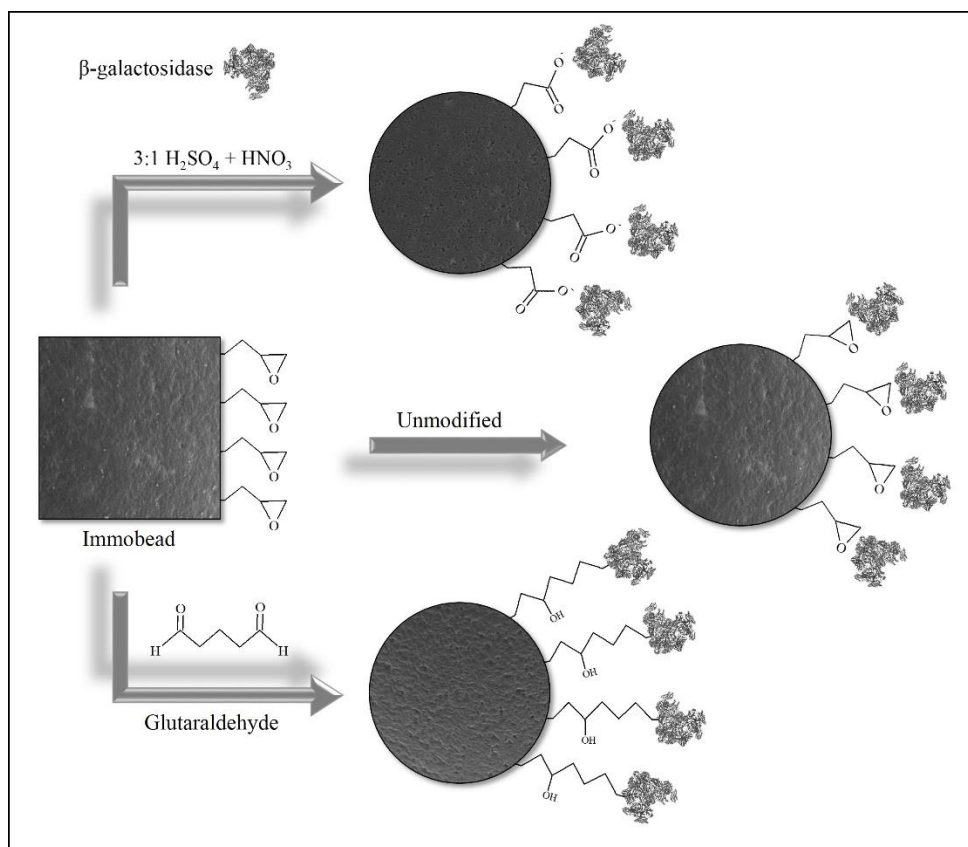 β-galactosidase
3:1 H₂SO₄ + HNO₃
O⁻
O
O⁻
O
O⁻
O
O⁻
O
O
O
O
O
Immobead
Unmodified
O
O
O
O
O O
H H
Glutaraldehyde
OH
OH
OH
OH